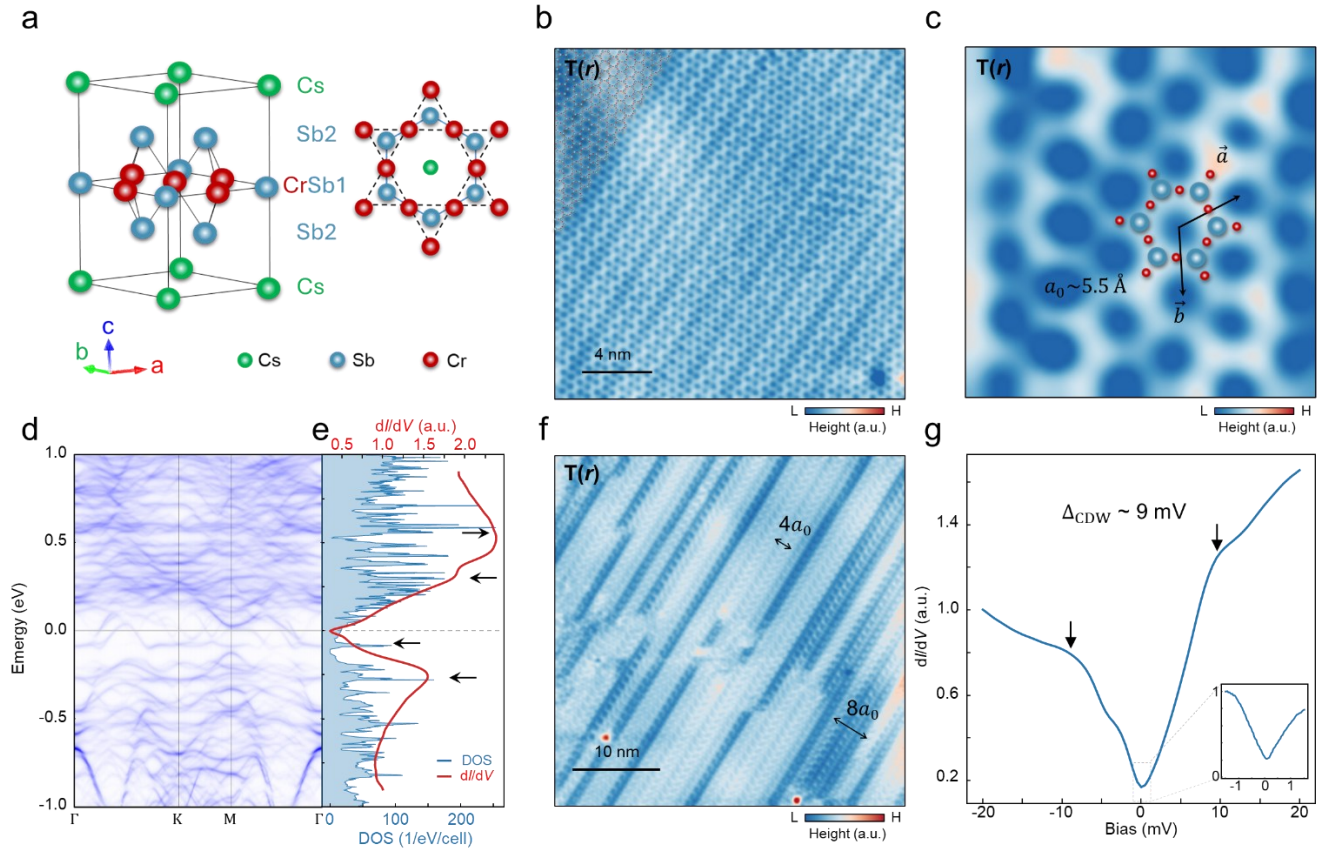 a
Cs
Sb2
CrSb1
Sb2
Cs
c
b
a
Cs
Sb
Cr
b
T(r)
4 nm
L H
Height (a.u.)
c
T(r)
a⃗
a₀~5.5 Å
b⃗
L H
Height (a.u.)
d
Emergy (eV)
1.0
0.5
0.0
-0.5
-1.0
Γ K M Γ
e
dI/dV (a.u.)
0.5 1.0 1.5 2.0
DOS
dI/dV
0 100 200
DOS (1/eV/cell)
f
T(r)
4a₀
8a₀
10 nm
L H
Height (a.u.)
g
Δ_CDW ~ 9 mV
dI/dV (a.u.)
1.4
1.0
0.6
0.2
1
0
-1 0 1
-20 -10 0 10 20
Bias (mV)